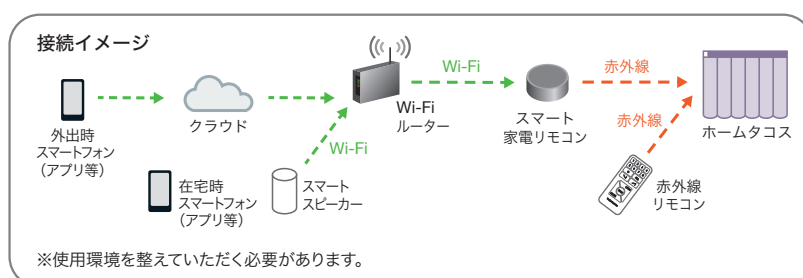 接続イメージ
外出時
スマートフォン
（アプリ等）
クラウド
在宅時
スマートフォン
（アプリ等）
スマート
スピーカー
Wi-Fi
Wi-Fi
ルーター
Wi-Fi
スマート
家電リモコン
赤外線
赤外線
ホームタコス
赤外線
リモコン
※使用環境を整えていただく必要があります。